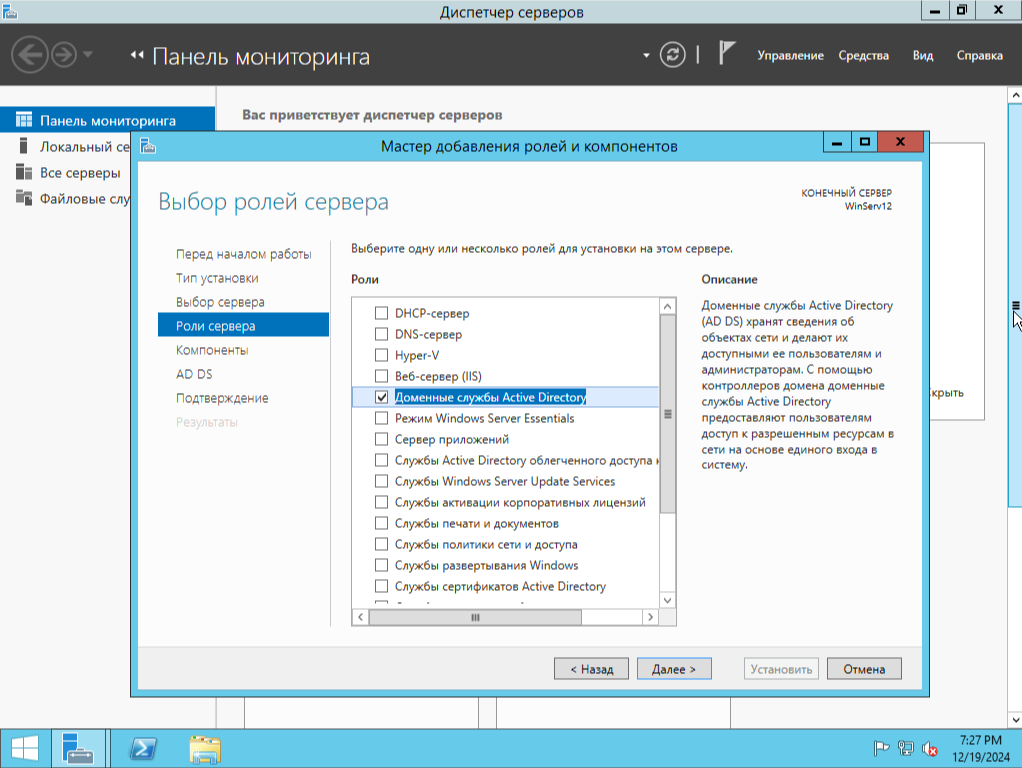 Диспетчер серверов
Панель мониторинга
Управление
Средства
Вид
Справка
Панель мониторинга
Локальный се
Все серверы
Файловые слу
Вас приветствует диспетчер серверов
Мастер добавления ролей и компонентов
Выбор ролей сервера
КОНЕЧНЫЙ СЕРВЕР
WinServ12
Перед началом работы
Тип установки
Выбор сервера
Роли сервера
Компоненты
AD DS
Подтверждение
Результаты
Выберите одну или несколько ролей для установки на этом сервере.
Роли
DHCP-сервер
DNS-сервер
Hyper-V
Веб-сервер (IIS)
Доменные службы Active Directory
Режим Windows Server Essentials
Сервер приложений
Службы Active Directory облегченного доступа к
Службы Windows Server Update Services
Службы активации корпоративных лицензий
Службы печати и документов
Службы политики сети и доступа
Службы развертывания Windows
Службы сертификатов Active Directory
Описание
Доменные службы Active Directory
(AD DS) хранят сведения об
объектах сети и делают их
доступными ее пользователям и
администраторам. С помощью
контроллеров домена доменные
службы Active Directory
предоставляют пользователям
доступ к разрешенным ресурсам в
сети на основе единого входа в
систему.
крыть
< Назад
Далее >
Установить
Отмена
7:27 PM
12/19/2024